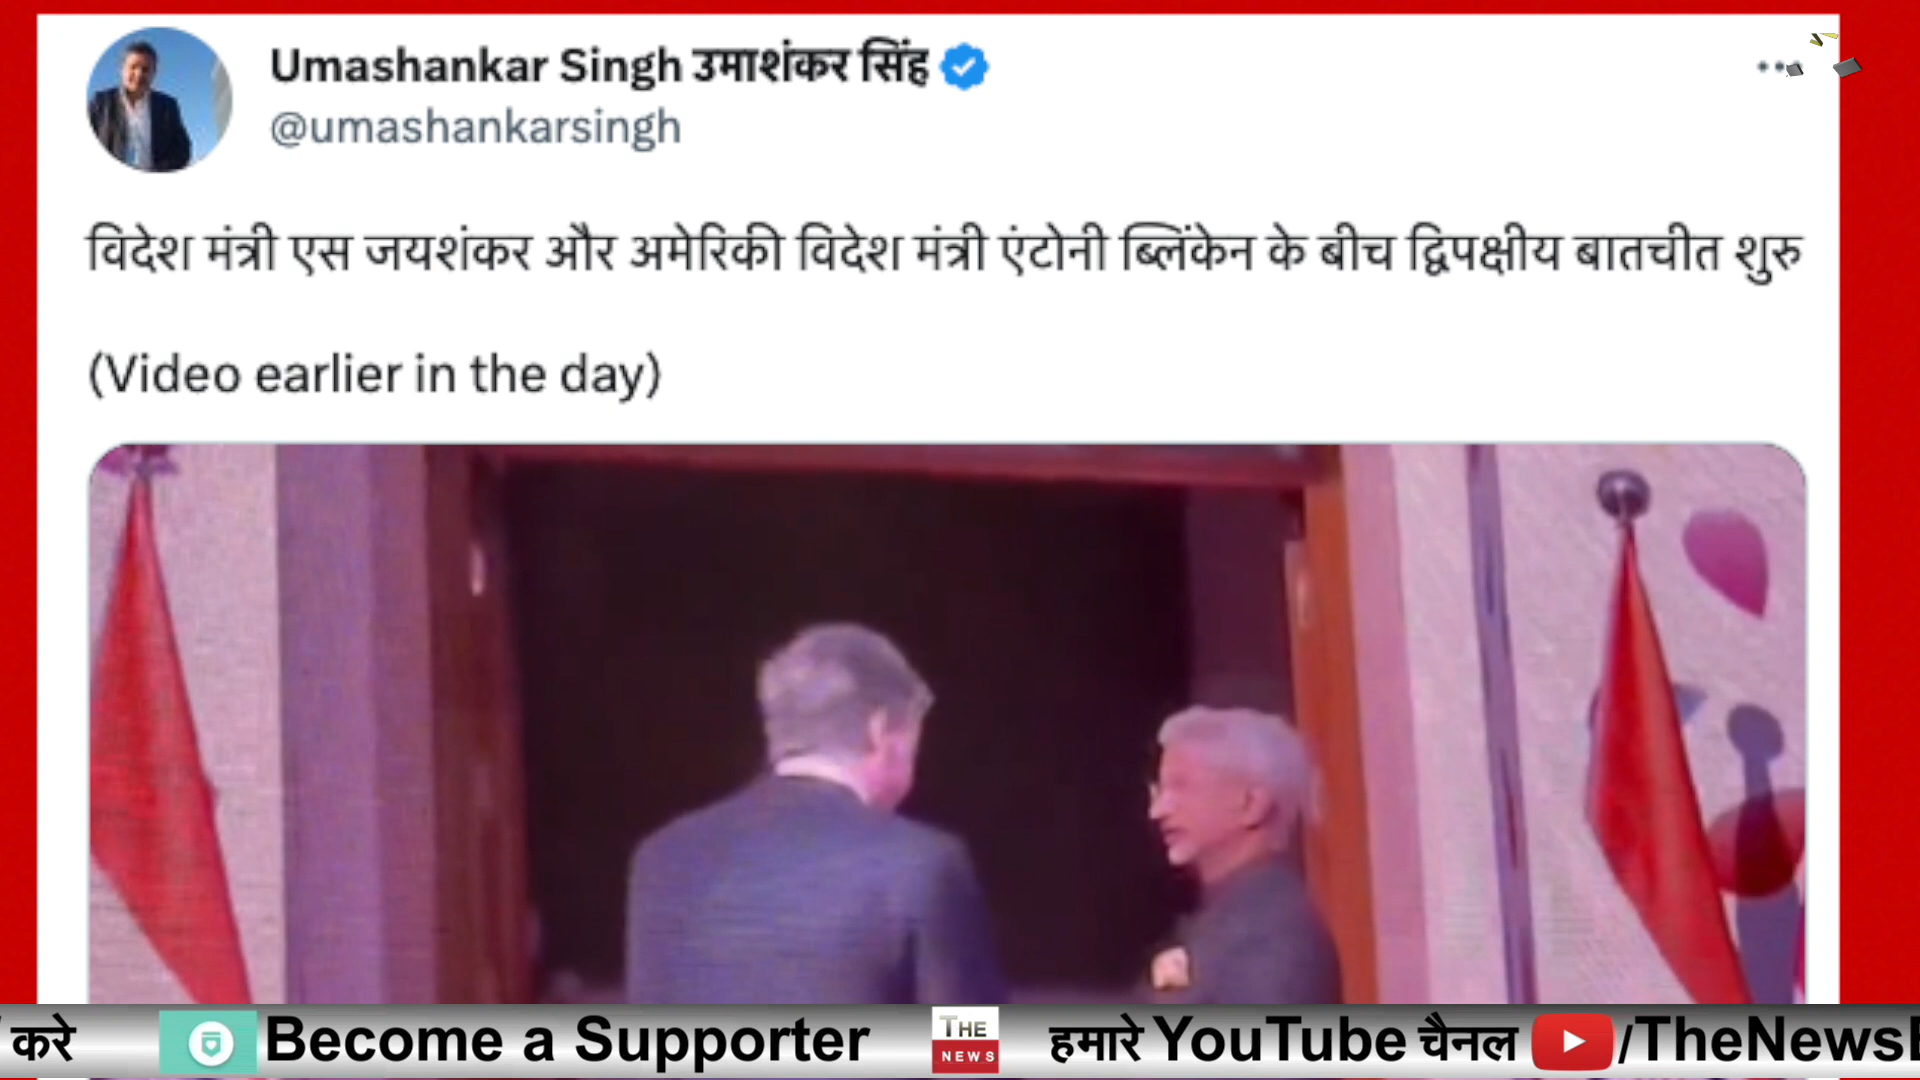 Umashankar Singh उमाशंकर सिंह
@umashankarsingh
विदेश मंत्री एस जयशंकर और अमेरिकी विदेश मंत्री एंटोनी ब्लिंकेन के बीच द्विपक्षीय बातचीत शुरु
(Video earlier in the day)
करे Become a Supporter THE NEWS हमारे YouTube चैनल /TheNews